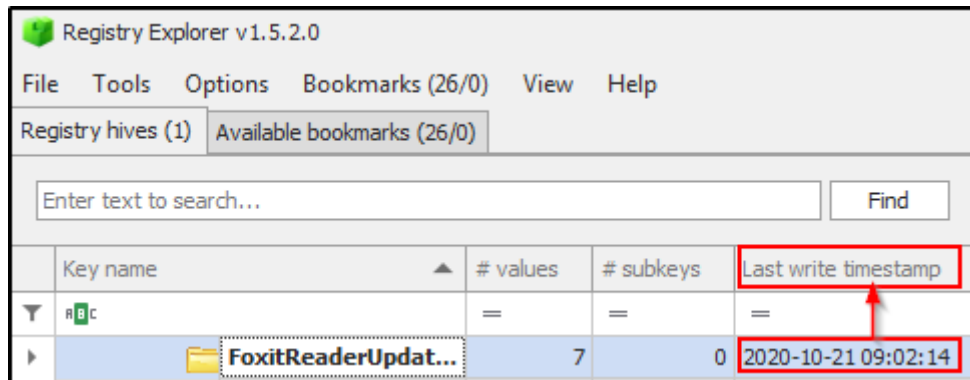 Registry Explorer v1.5.2.0
File Tools Options Bookmarks (26/0) View Help
Registry hives (1) Available bookmarks (26/0)
Enter text to search... Find
Key name # values # subkeys Last write timestamp
ABC = = =
FoxitReaderUpdat... 7 0 2020-10-21 09:02:14